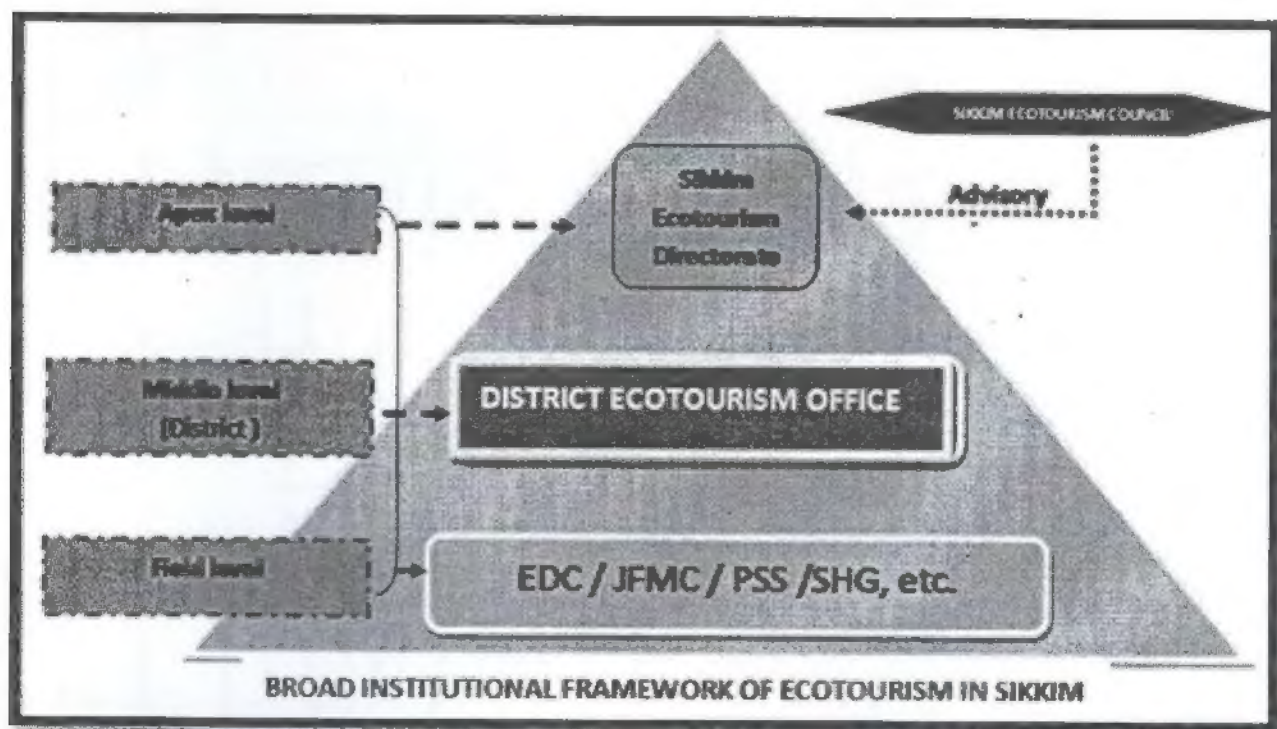 SIKKIM ECOTOURISM COUNCIL
Apex level
Sikkim
Ecotourism
Directorate
Advisory
Middle level
(District)
DISTRICT ECOTOURISM OFFICE
Field level
EDC / JFMC / PSS /SHG, etc.
BROAD INSTITUTIONAL FRAMEWORK OF ECOTOURISM IN SIKKIM